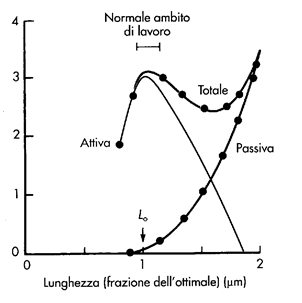 Normale ambito
di lavoro
4
3
2
1
0
Totale
Attiva
Passiva
L₀
0
1
2
Lunghezza (frazione dell'ottimale) (μm)